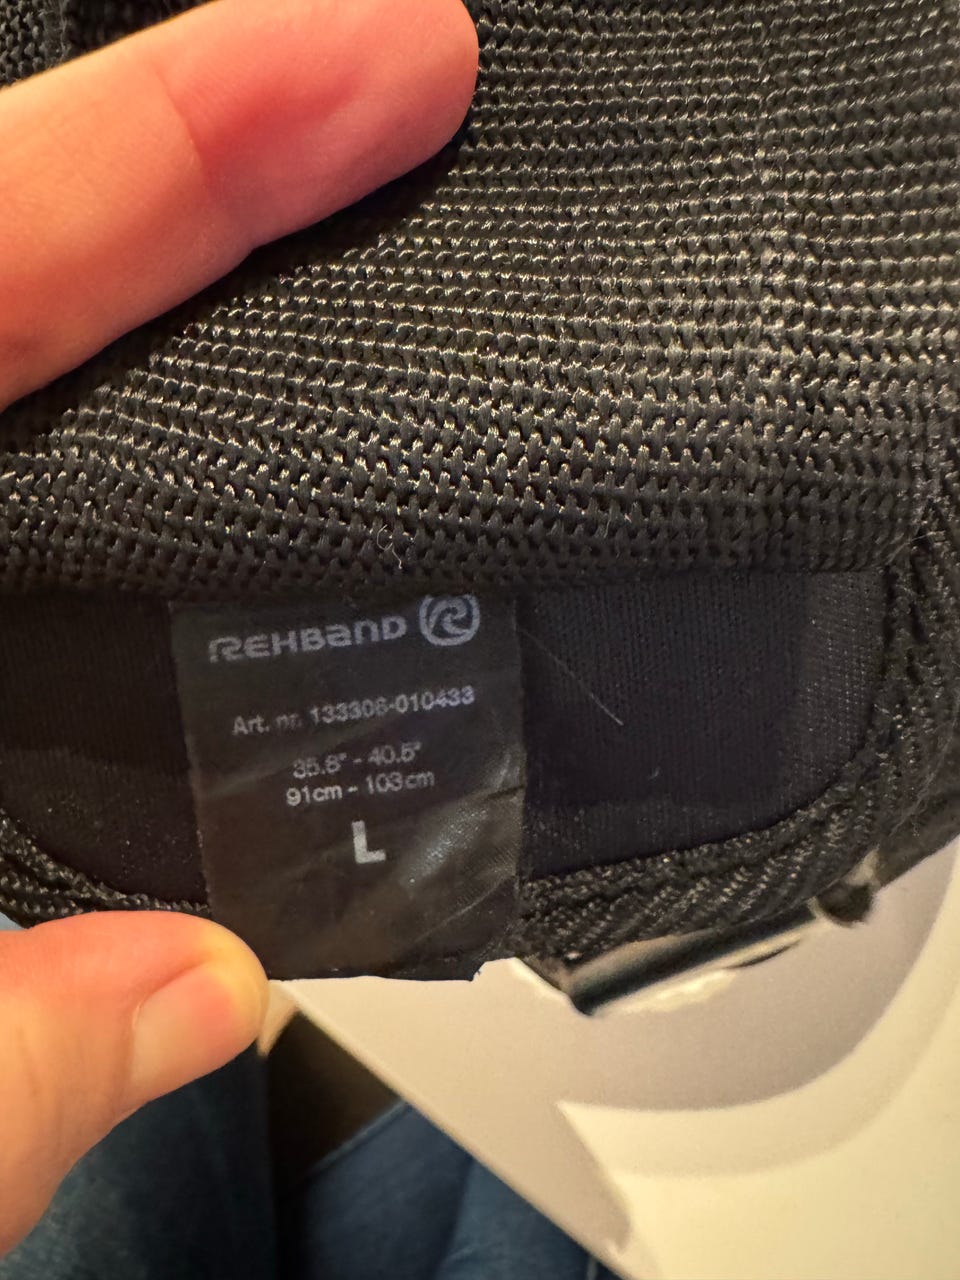 REHBAND
Art. nr. 133306-010433
35.8" - 40.5"
91cm - 103cm
L